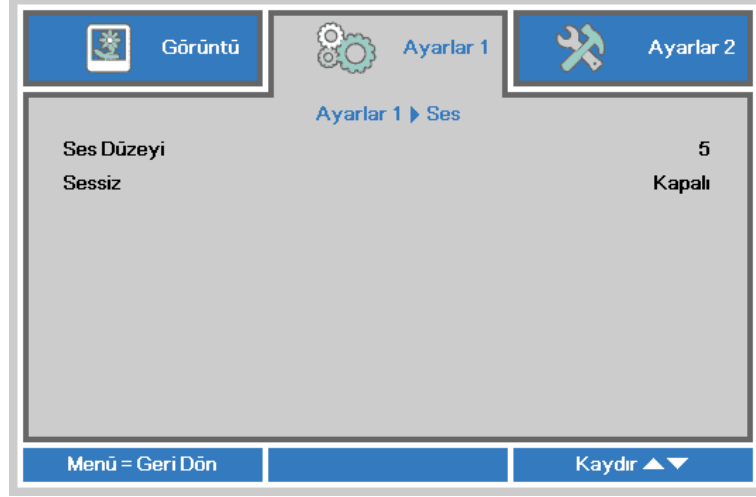 Görüntü
Ayarlar 1
Ayarlar 2
Ayarlar 1 ▶ Ses
Ses Düzeyi 5
Sessiz Kapalı
Menü = Geri Dön
Kaydır ▲▼